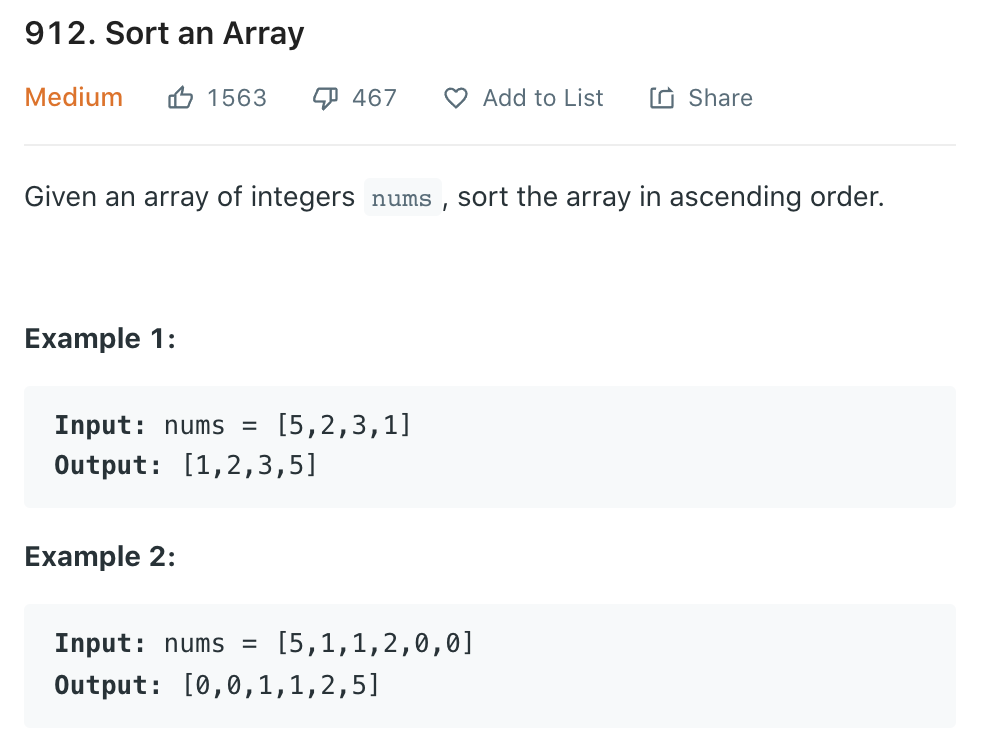 912. Sort an Array
Medium 1563 467 Add to List Share
Given an array of integers nums , sort the array in ascending order.
Example 1:
Input: nums = [5,2,3,1]
Output: [1,2,3,5]
Example 2:
Input: nums = [5,1,1,2,0,0]
Output: [0,0,1,1,2,5]